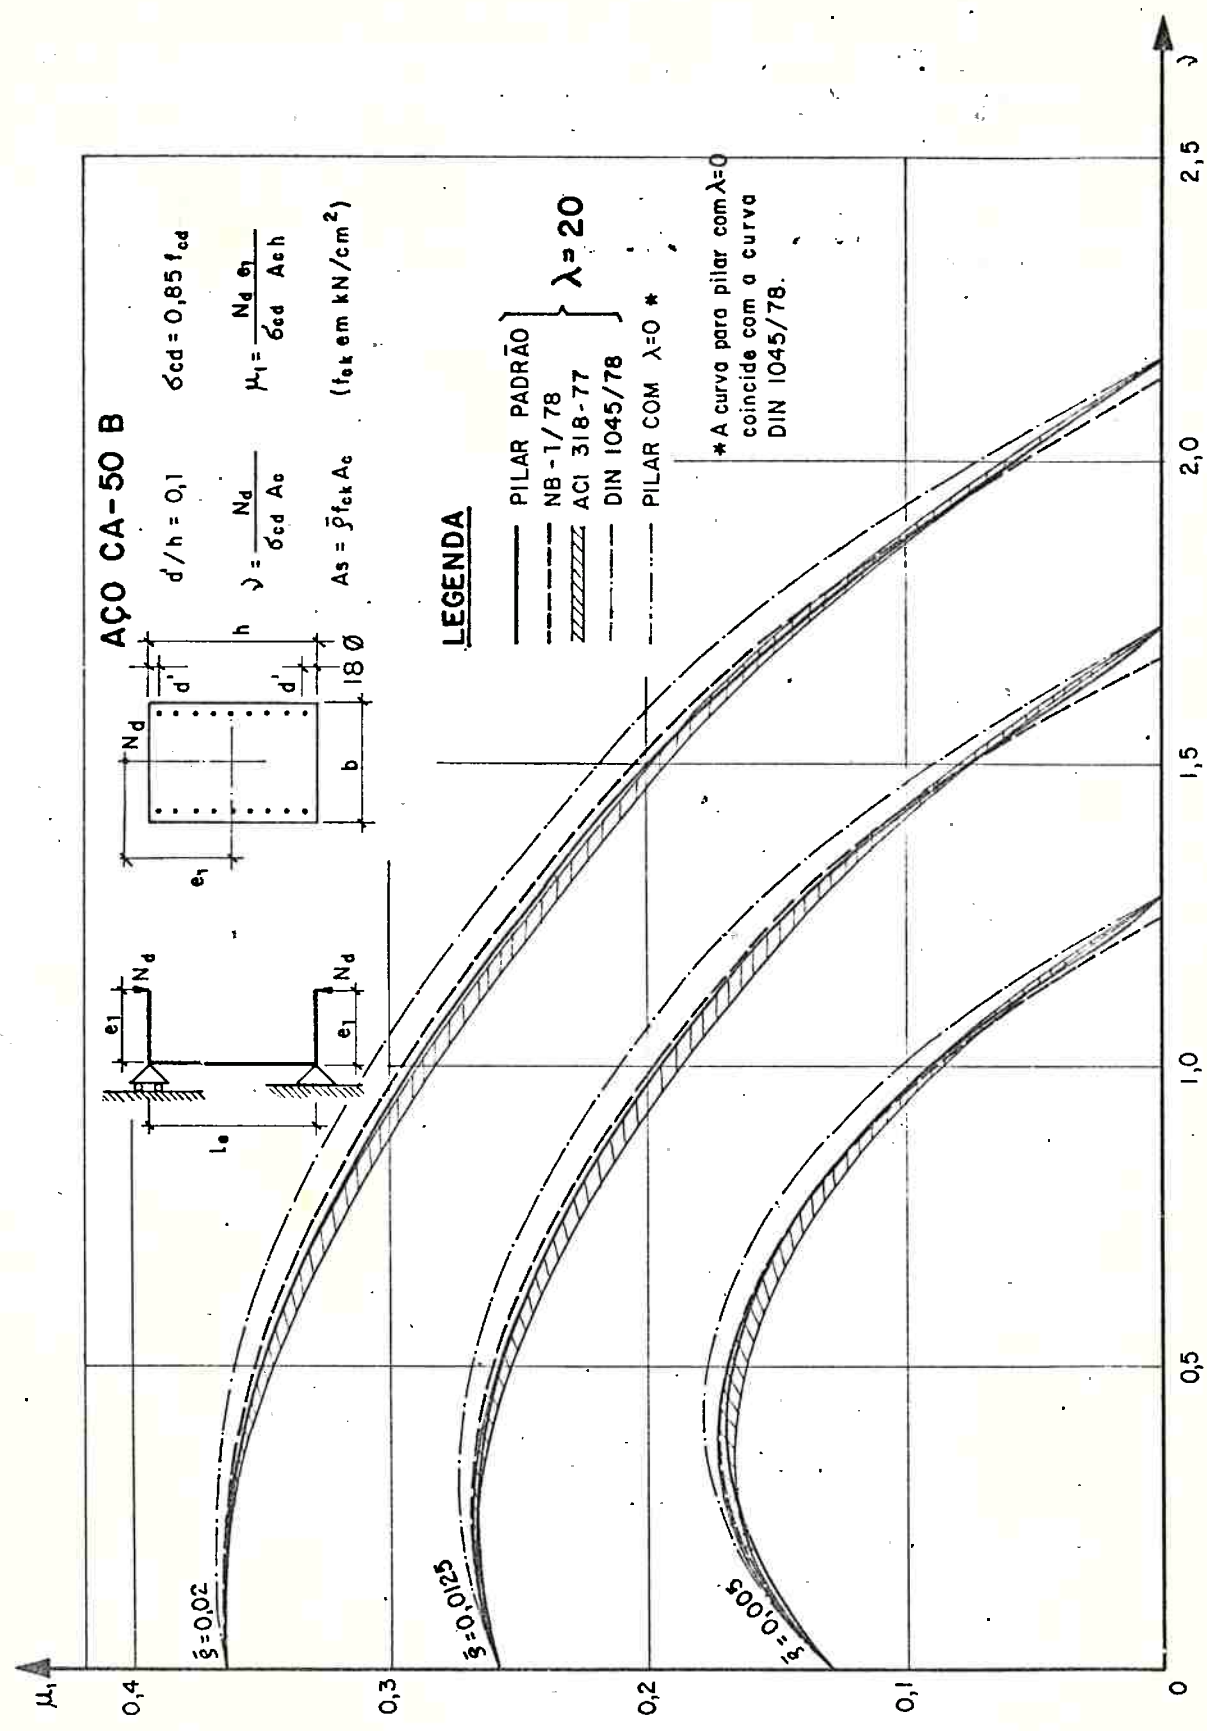 AÇO CA-50 B
d'/h = 0,1
σcd = 0,85 fcd
ν = Nd / σcd Ac
μ1 = Nd e1 / σcd Ac h
As = ρ̄ fck Ac (fck em kN/cm²)
Nd
e1
d'
d'
h
b
18 Ø
e1
Nd
Nd
e1
le
LEGENDA
PILAR PADRÃO
NB-1/78
ACI 318-77
DIN 1045/78
λ=20
PILAR COM λ=0 *
* A curva para pilar com λ=0
coincide com a curva
DIN 1045/78.
μ1
0,4
0,3
0,2
0,1
0
ρ̄=0,02
ρ̄=0,0125
ρ̄=0,005
0,5
1,0
1,5
2,0
2,5
ν